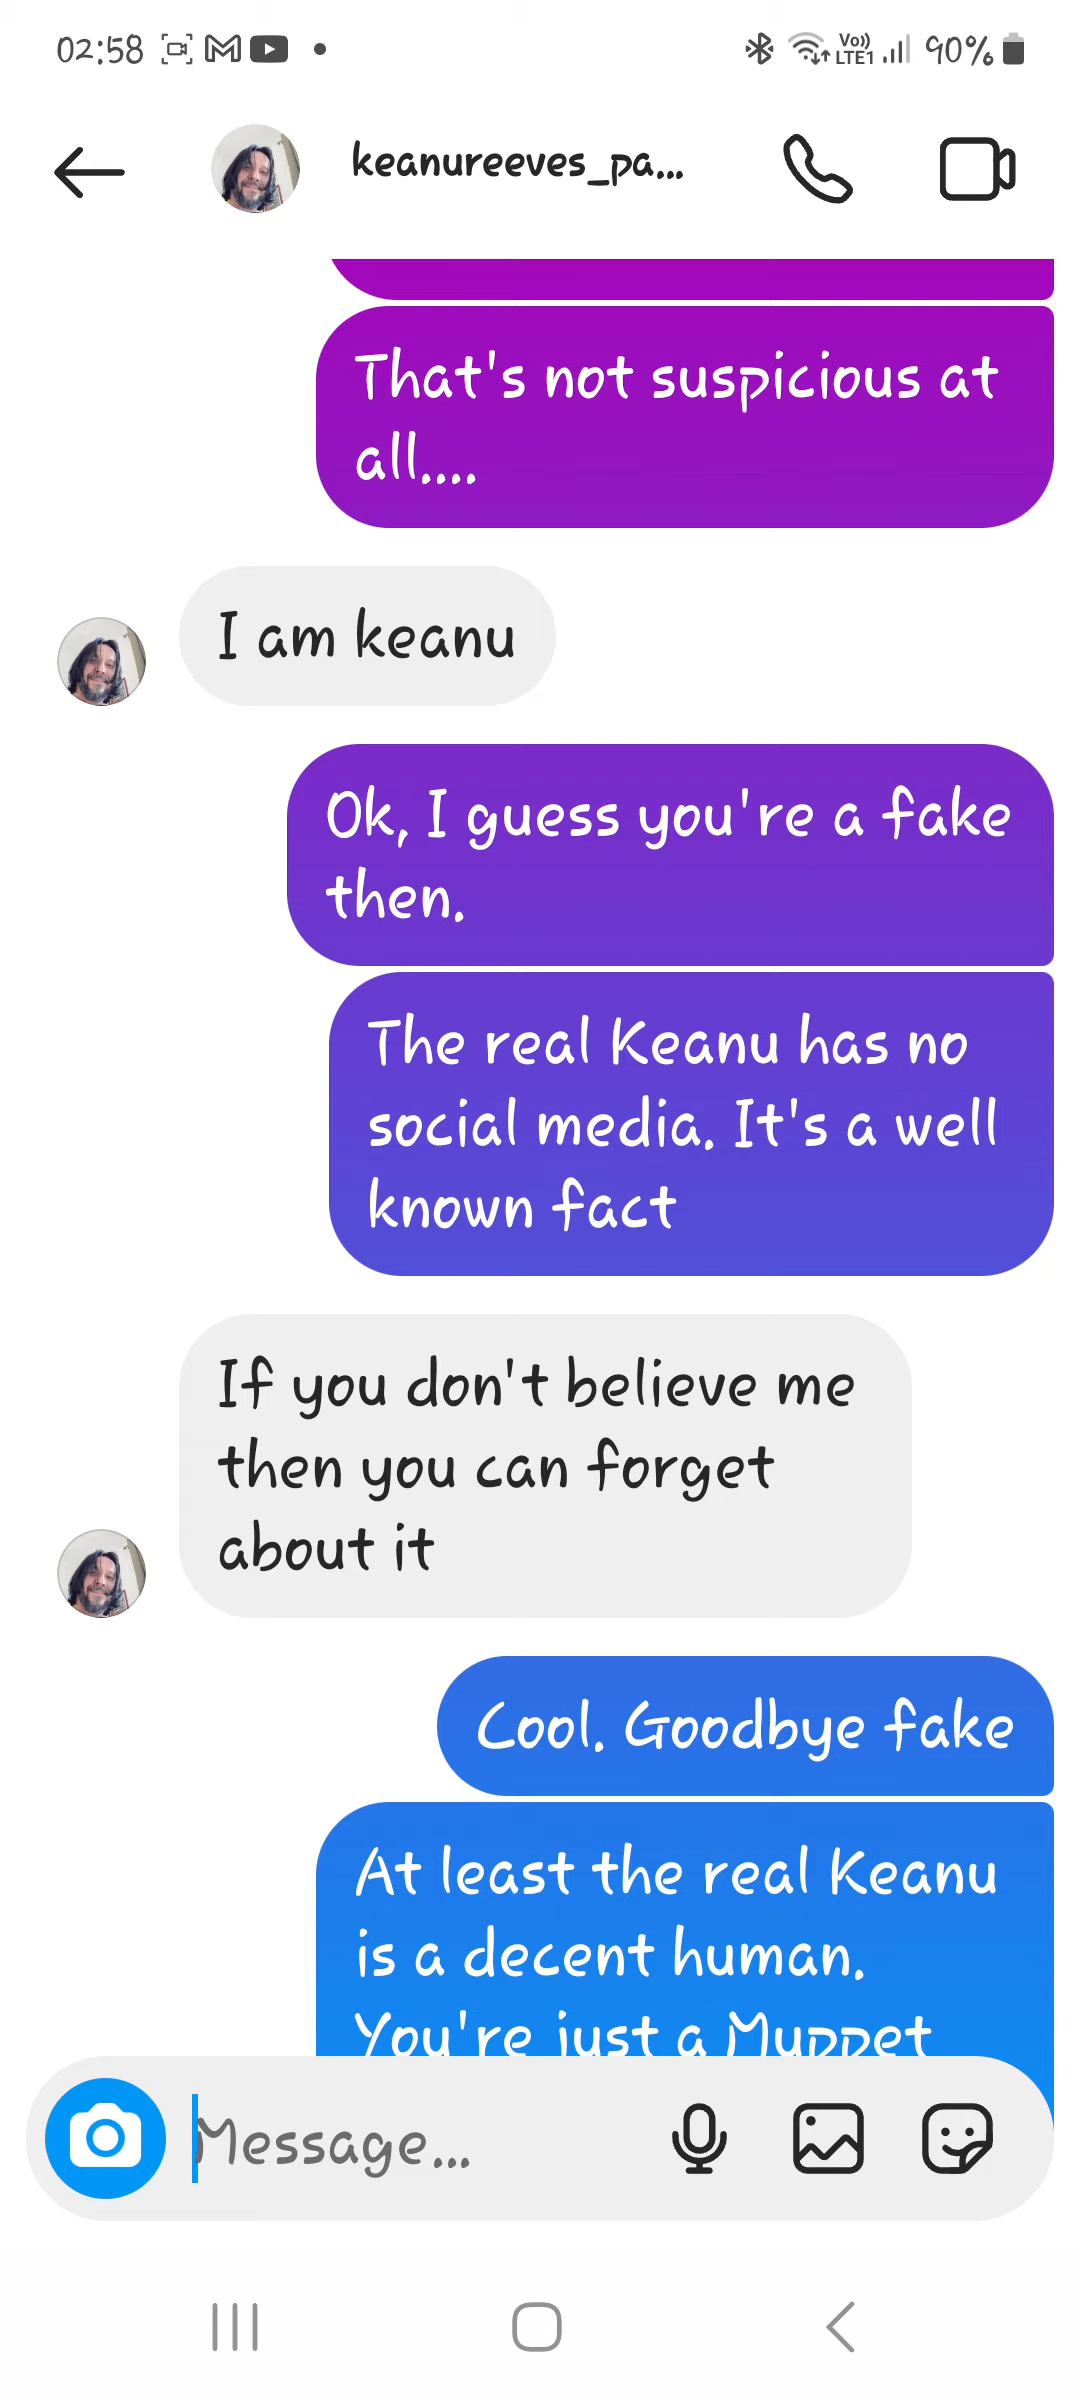 02:58
Vo))
LTE1
90%
keanureeves_pa...
That's not suspicious at
all....
I am keanu
Ok, I guess you're a fake
then.
The real Keanu has no
social media. It's a well
known fact
If you don't believe me
then you can forget
about it
Cool. Goodbye fake
At least the real Keanu
is a decent human.
You're just a Muppet
Message...